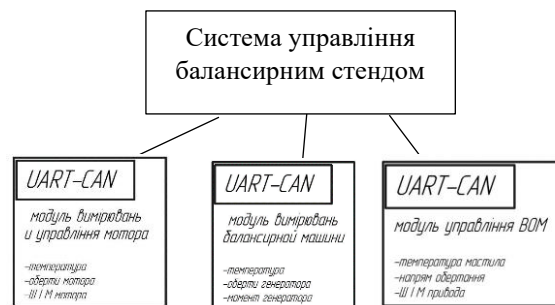 Система управління
балансирним стендом
UART-CAN
модуль вимірювань
и управління мотора
-температура
-оберти мотора
-Ш І М мотора
UART-CAN
модуль вимірювань
балансирної машини
-температура
-оберти генератора
-момент генератора
UART-CAN
модуль управління ВОМ
-температура мастила
-напрям обертання
-Ш І М привода